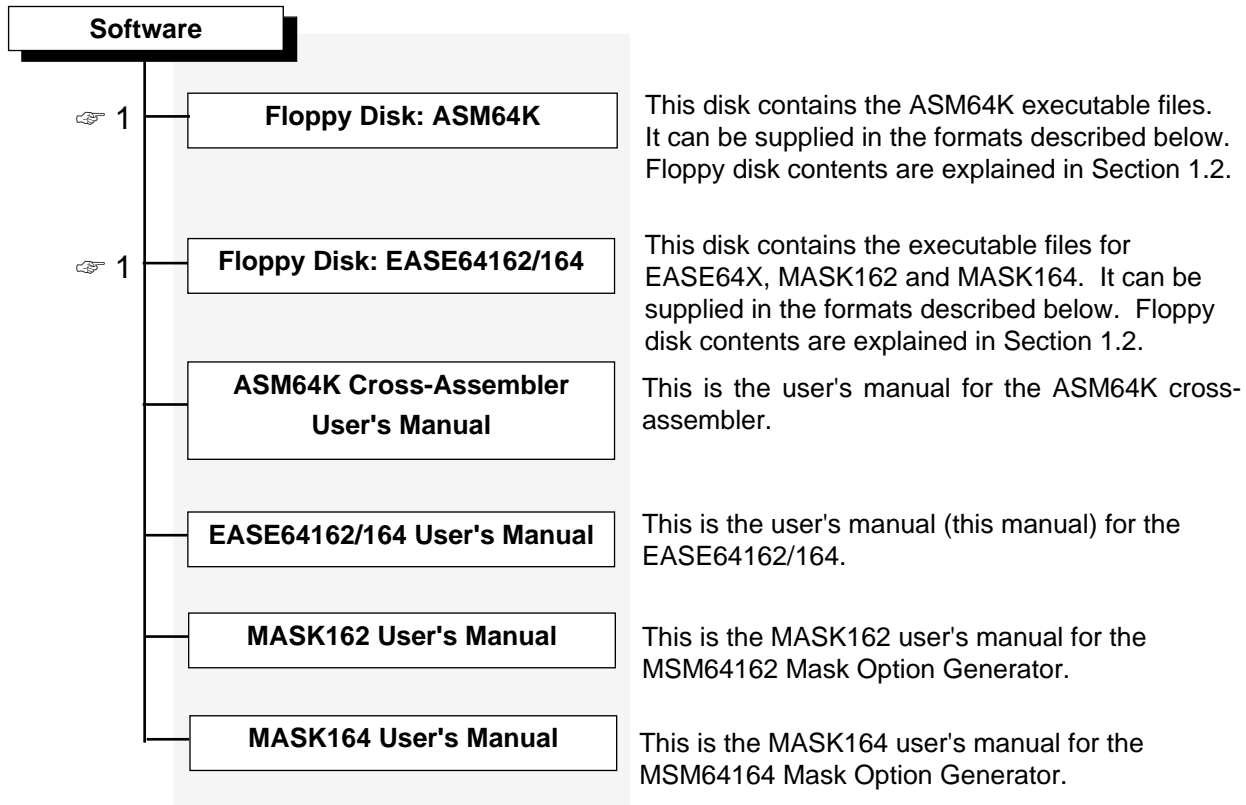 Software
☞ 1
Floppy Disk: ASM64K
This disk contains the ASM64K executable files.
It can be supplied in the formats described below.
Floppy disk contents are explained in Section 1.2.
☞ 1
Floppy Disk: EASE64162/164
This disk contains the executable files for
EASE64X, MASK162 and MASK164.  It can be
supplied in the formats described below.  Floppy
disk contents are explained in Section 1.2.
ASM64K Cross-Assembler
User's Manual
This is the user's manual for the ASM64K cross-
assembler.
EASE64162/164 User's Manual
This is the user's manual (this manual) for the
EASE64162/164.
MASK162 User's Manual
This is the MASK162 user's manual for the
MSM64162 Mask Option Generator.
MASK164 User's Manual
This is the MASK164 user's manual for the
MSM64164 Mask Option Generator.